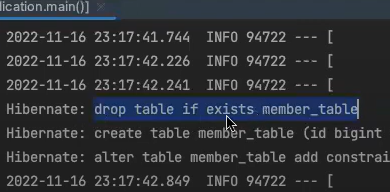 lication.main()]
2022-11-16 23:17:41.744 INFO 94722 --- [
2022-11-16 23:17:42.226 INFO 94722 --- [
2022-11-16 23:17:42.241 INFO 94722 --- [
Hibernate: drop table if exists member_table
Hibernate: create table member_table (id bigint
Hibernate: alter table member_table add constrai
2022-11-16 23:17:42.849 INFO 94722 --- [